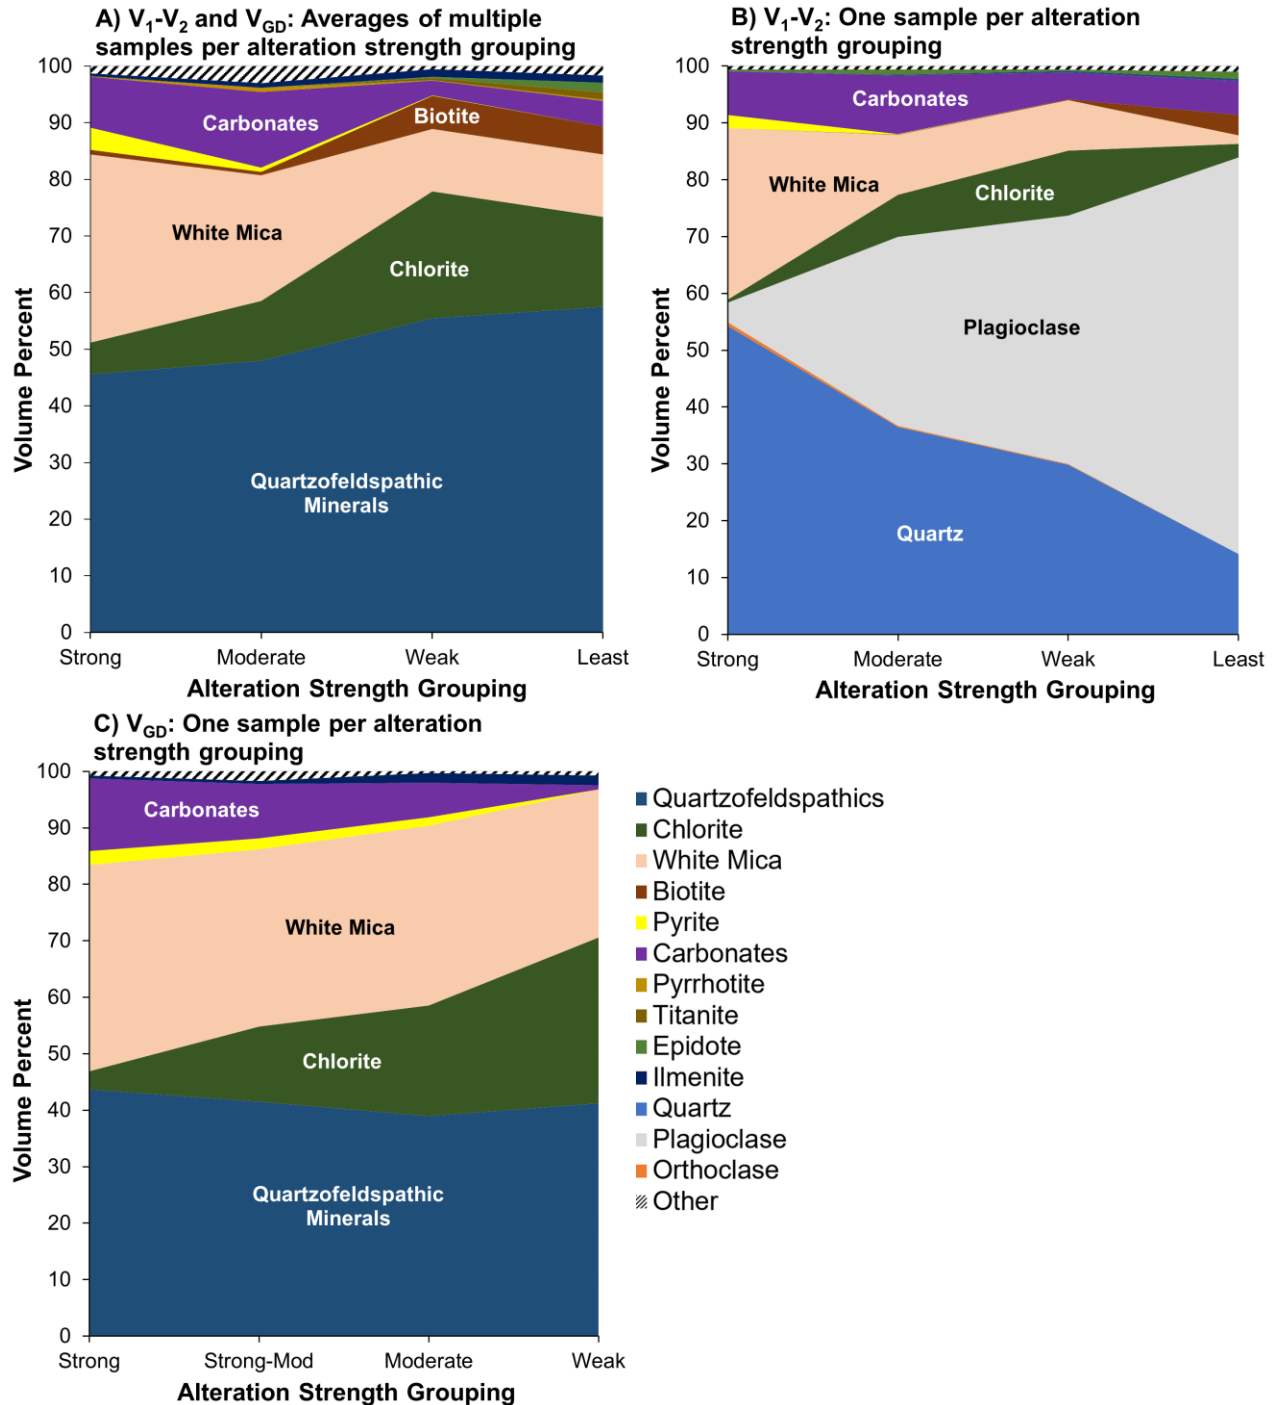 A) V₁-V₂ and V_GD: Averages of multiple
samples per alteration strength grouping
Volume Percent
100
90
80
70
60
50
40
30
20
10
0
Carbonates
Biotite
White Mica
Chlorite
Quartzofeldspathic
Minerals
Strong Moderate Weak Least
Alteration Strength Grouping
B) V₁-V₂: One sample per alteration
strength grouping
Volume Percent
100
90
80
70
60
50
40
30
20
10
0
Carbonates
White Mica
Chlorite
Plagioclase
Quartz
Strong Moderate Weak Least
Alteration Strength Grouping
C) V_GD: One sample per alteration
strength grouping
Volume Percent
100
90
80
70
60
50
40
30
20
10
0
Carbonates
White Mica
Chlorite
Quartzofeldspathic
Minerals
Strong Strong-Mod Moderate Weak
Alteration Strength Grouping
Quartzofeldspathics
Chlorite
White Mica
Biotite
Pyrite
Carbonates
Pyrrhotite
Titanite
Epidote
Ilmenite
Quartz
Plagioclase
Orthoclase
Other